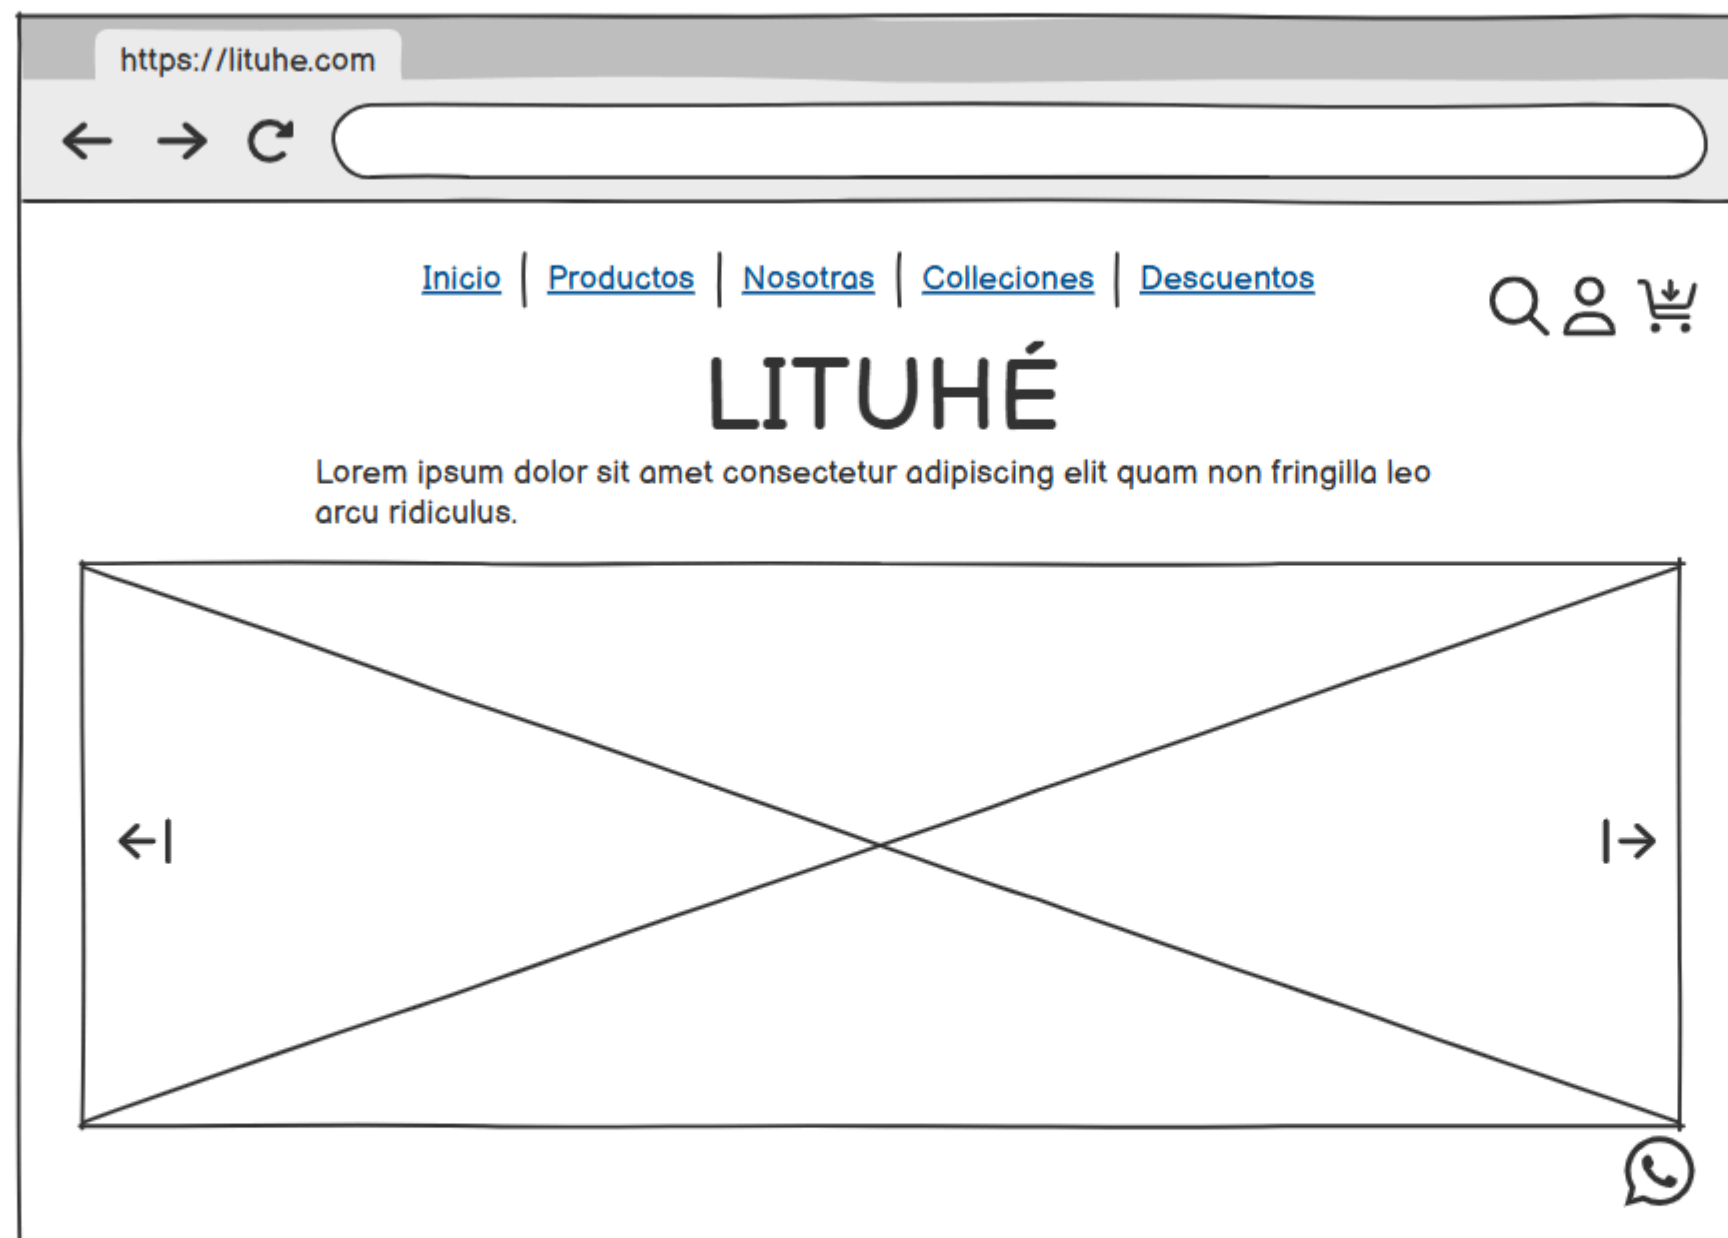 https://lituhe.com
Inicio | Productos | Nosotras | Colleciones | Descuentos
LITUHÉ
Lorem ipsum dolor sit amet consectetur adipiscing elit quam non fringilla leo
arcu ridiculus.